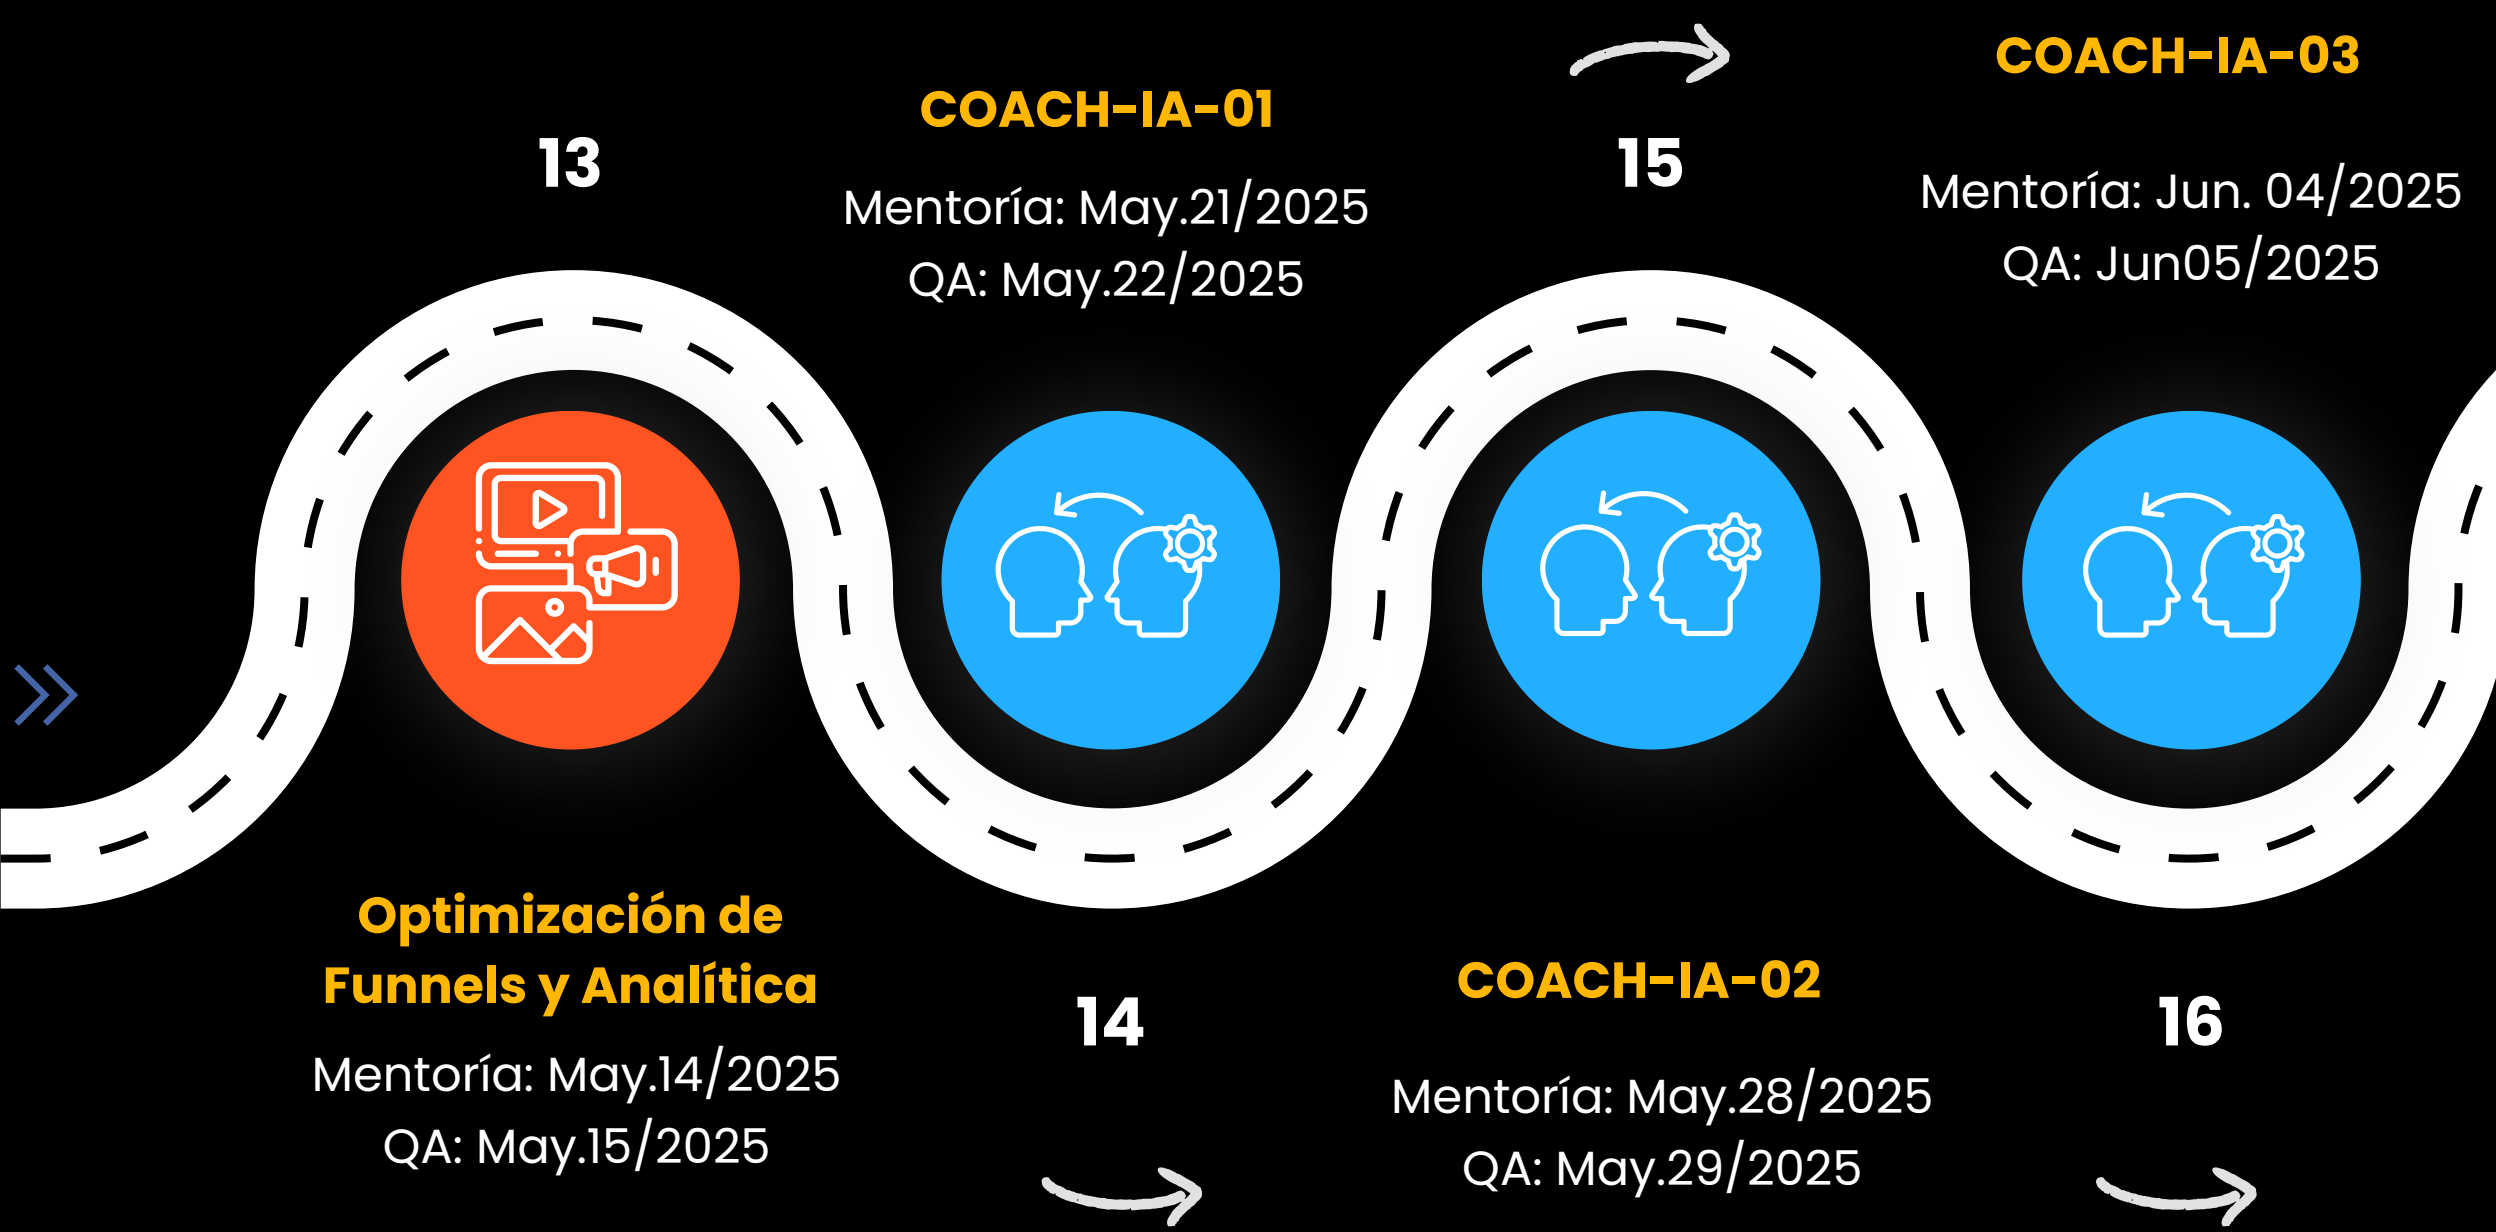 13
Optimización de
Funnels y Analítica
Mentoría: May.14/2025
QA: May.15/2025
COACH-IA-01
Mentoría: May.21/2025
QA: May.22/2025
14
15
COACH-IA-02
Mentoría: May.28/2025
QA: May.29/2025
COACH-IA-03
Mentoría: Jun. 04/2025
QA: Jun05/2025
16